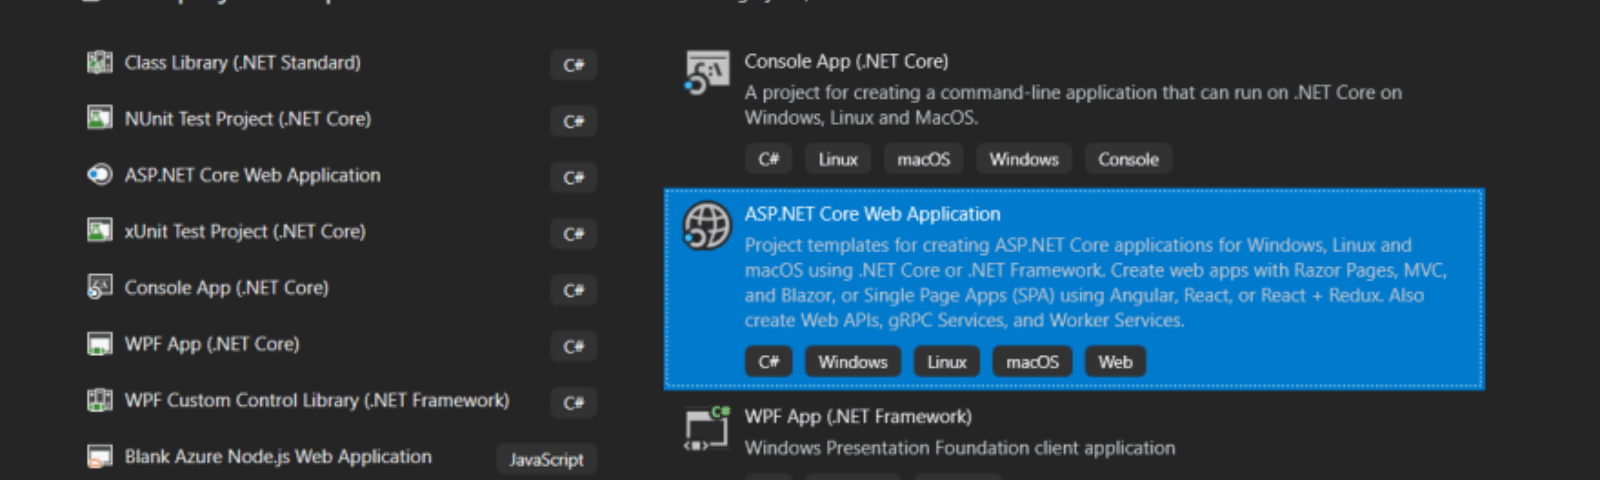 Class Library (.NET Standard)
C#
NUnit Test Project (.NET Core)
C#
ASP.NET Core Web Application
C#
xUnit Test Project (.NET Core)
C#
Console App (.NET Core)
C#
WPF App (.NET Core)
C#
WPF Custom Control Library (.NET Framework)
C#
Blank Azure Node.js Web Application
JavaScript
Console App (.NET Core)
A project for creating a command-line application that can run on .NET Core on
Windows, Linux and MacOS.
C# Linux macOS Windows Console
ASP.NET Core Web Application
Project templates for creating ASP.NET Core applications for Windows, Linux and
macOS using .NET Core or .NET Framework. Create web apps with Razor Pages, MVC,
and Blazor, or Single Page Apps (SPA) using Angular, React, or React + Redux. Also
create Web APIs, gRPC Services, and Worker Services.
C# Windows Linux macOS Web
WPF App (.NET Framework)
Windows Presentation Foundation client application